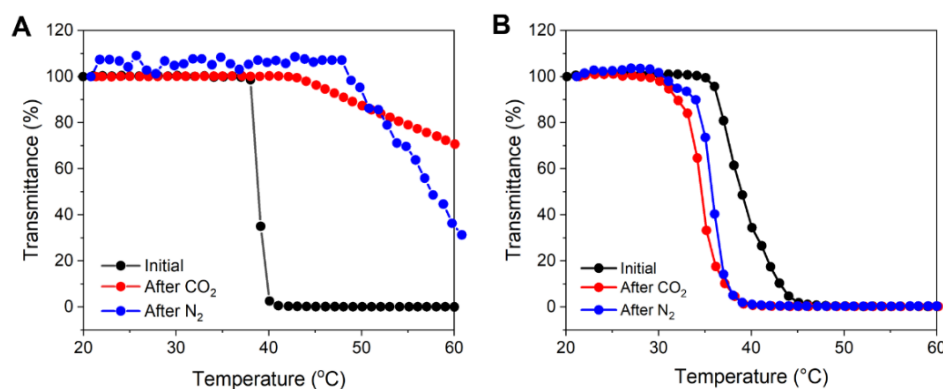 A
120
100
80
60
40
20
0
Transmittance (%)
Initial
After CO₂
After N₂
20 30 40 50 60
Temperature (°C)
B
120
100
80
60
40
20
0
Transmittance (%)
Initial
After CO₂
After N₂
20 30 40 50 60
Temperature (°C)